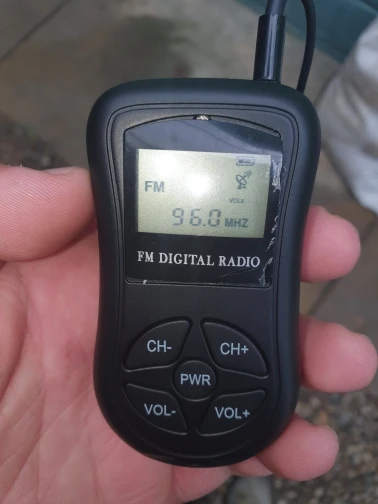 FM
VOL
96.0 MHZ
FM DIGITAL RADIO
CH- CH+
PWR
VOL- VOL+